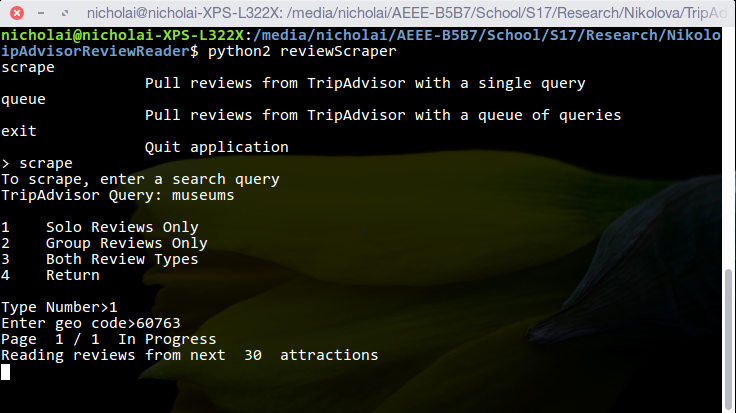 nicholai@nicholai-XPS-L322X: /media/nicholai/AEEE-B5B7/School/S17/Research/Nikolova/TripAd
nicholai@nicholai-XPS-L322X:/media/nicholai/AEEE-B5B7/School/S17/Research/Nikolo
ipAdvisorReviewReader$ python2 reviewScraper
scrape
Pull reviews from TripAdvisor with a single query
queue
Pull reviews from TripAdvisor with a queue of queries
exit
Quit application
> scrape
To scrape, enter a search query
TripAdvisor Query: museums
1 Solo Reviews Only
2 Group Reviews Only
3 Both Review Types
4 Return
Type Number>1
Enter geo code>60763
Page 1 / 1 In Progress
Reading reviews from next 30 attractions